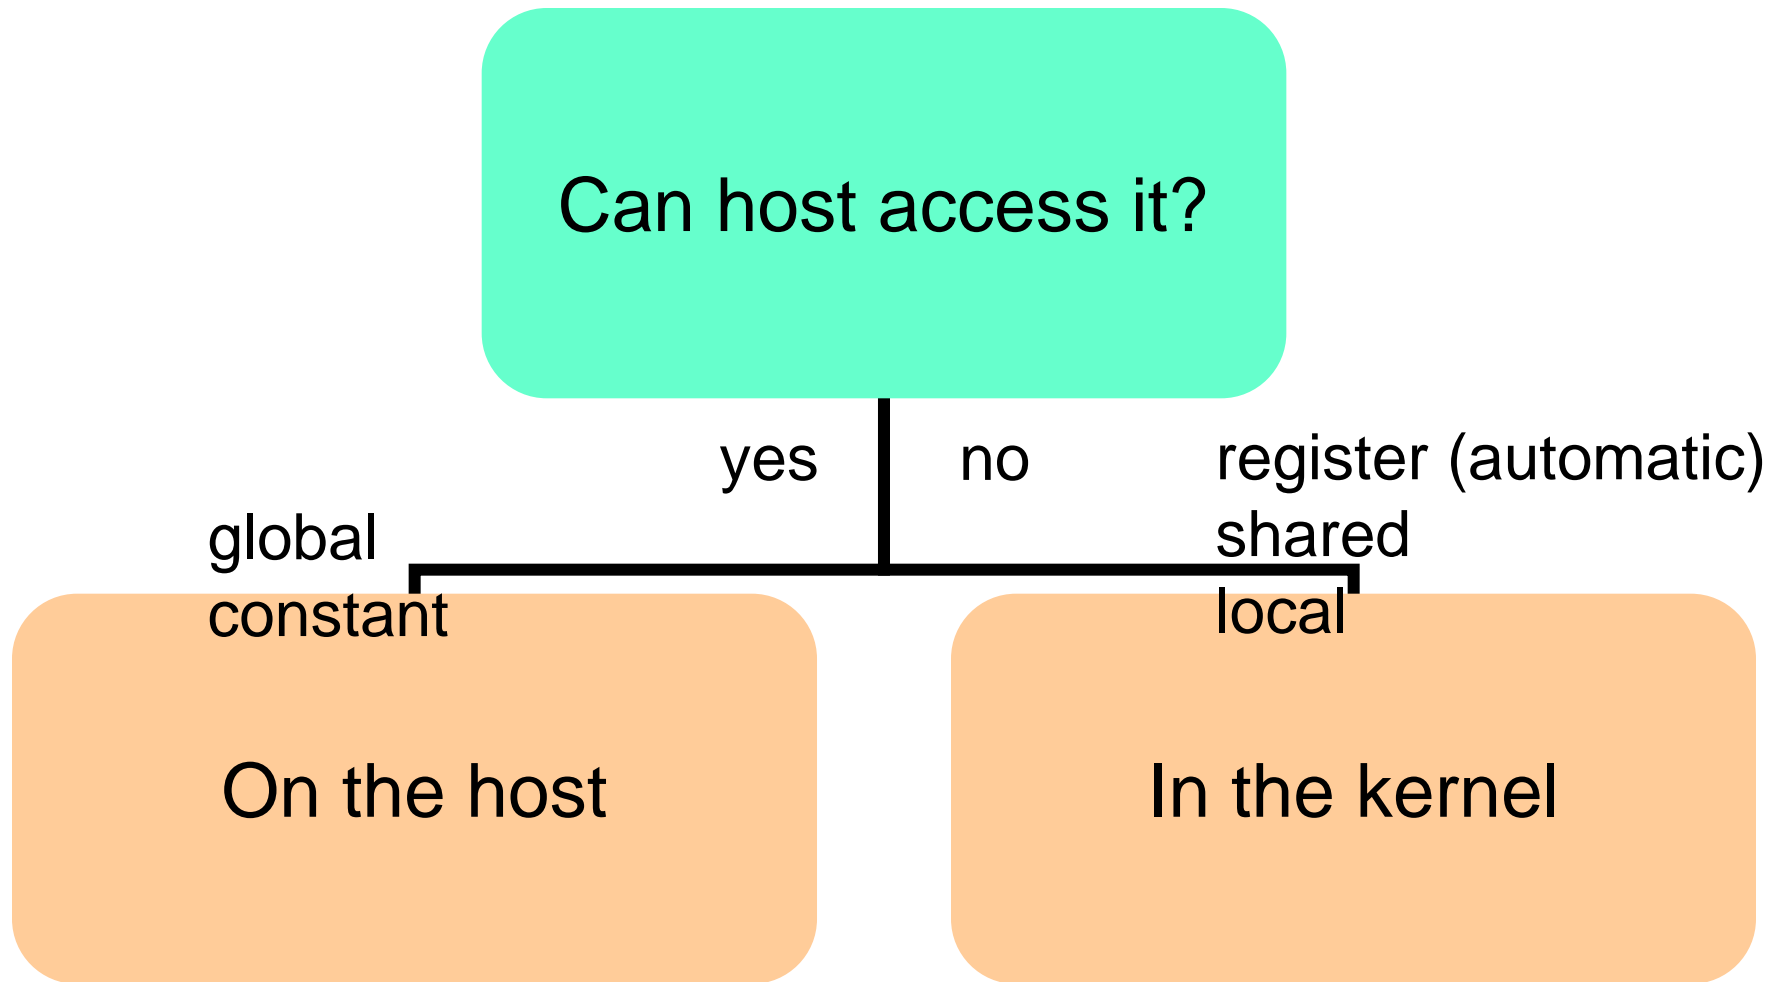 Can host access it?
yes
no
global
constant
register (automatic)
shared
local
On the host
In the kernel